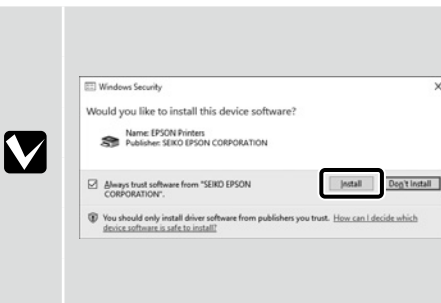 Windows Security
Would you like to install this device software?
Name: EPSON Printers
Publisher: SEIKO EPSON CORPORATION
Always trust software from "SEIKO EPSON
CORPORATION".
Install
Don't Install
You should only install driver software from publishers you trust. How can I decide which
device software is safe to install?